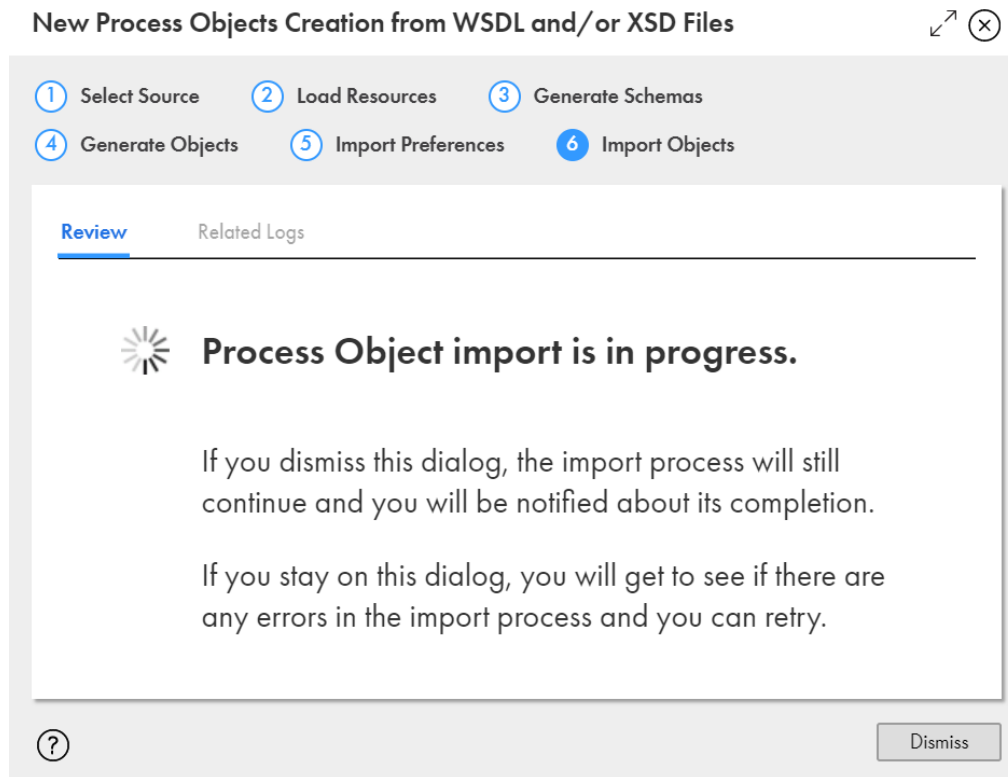 New Process Objects Creation from WSDL and/or XSD Files
1 Select Source 2 Load Resources 3 Generate Schemas
4 Generate Objects 5 Import Preferences 6 Import Objects
Review Related Logs
Process Object import is in progress.
If you dismiss this dialog, the import process will still
continue and you will be notified about its completion.
If you stay on this dialog, you will get to see if there are
any errors in the import process and you can retry.
? Dismiss